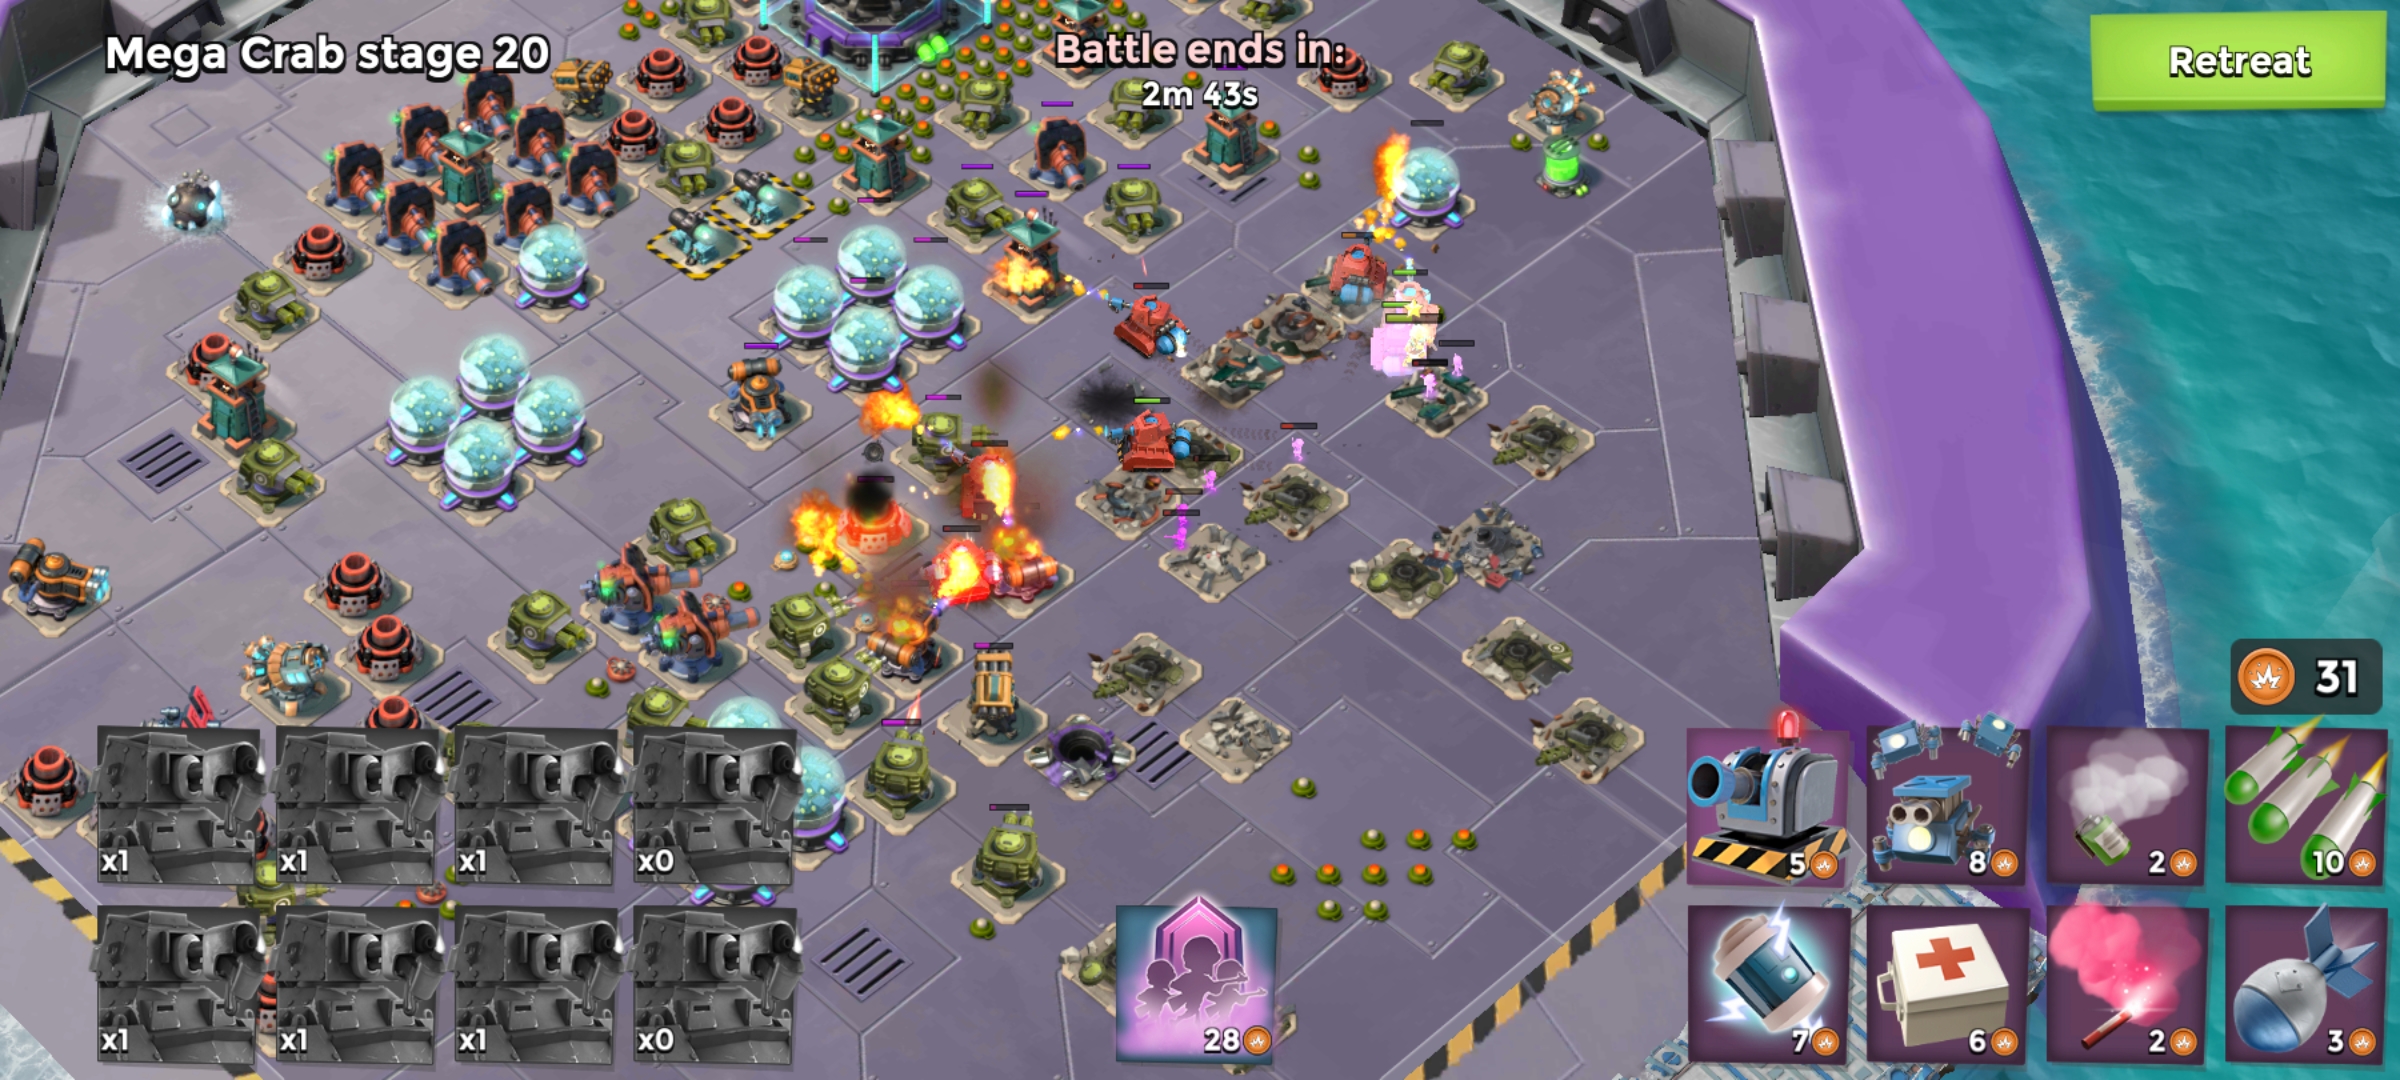 Mega Crab stage 20
Battle ends in:
2m 43s
Retreat
31
x1
x1
x1
x0
5
8
2
10
x1
x1
x1
x0
28
7
6
2
3